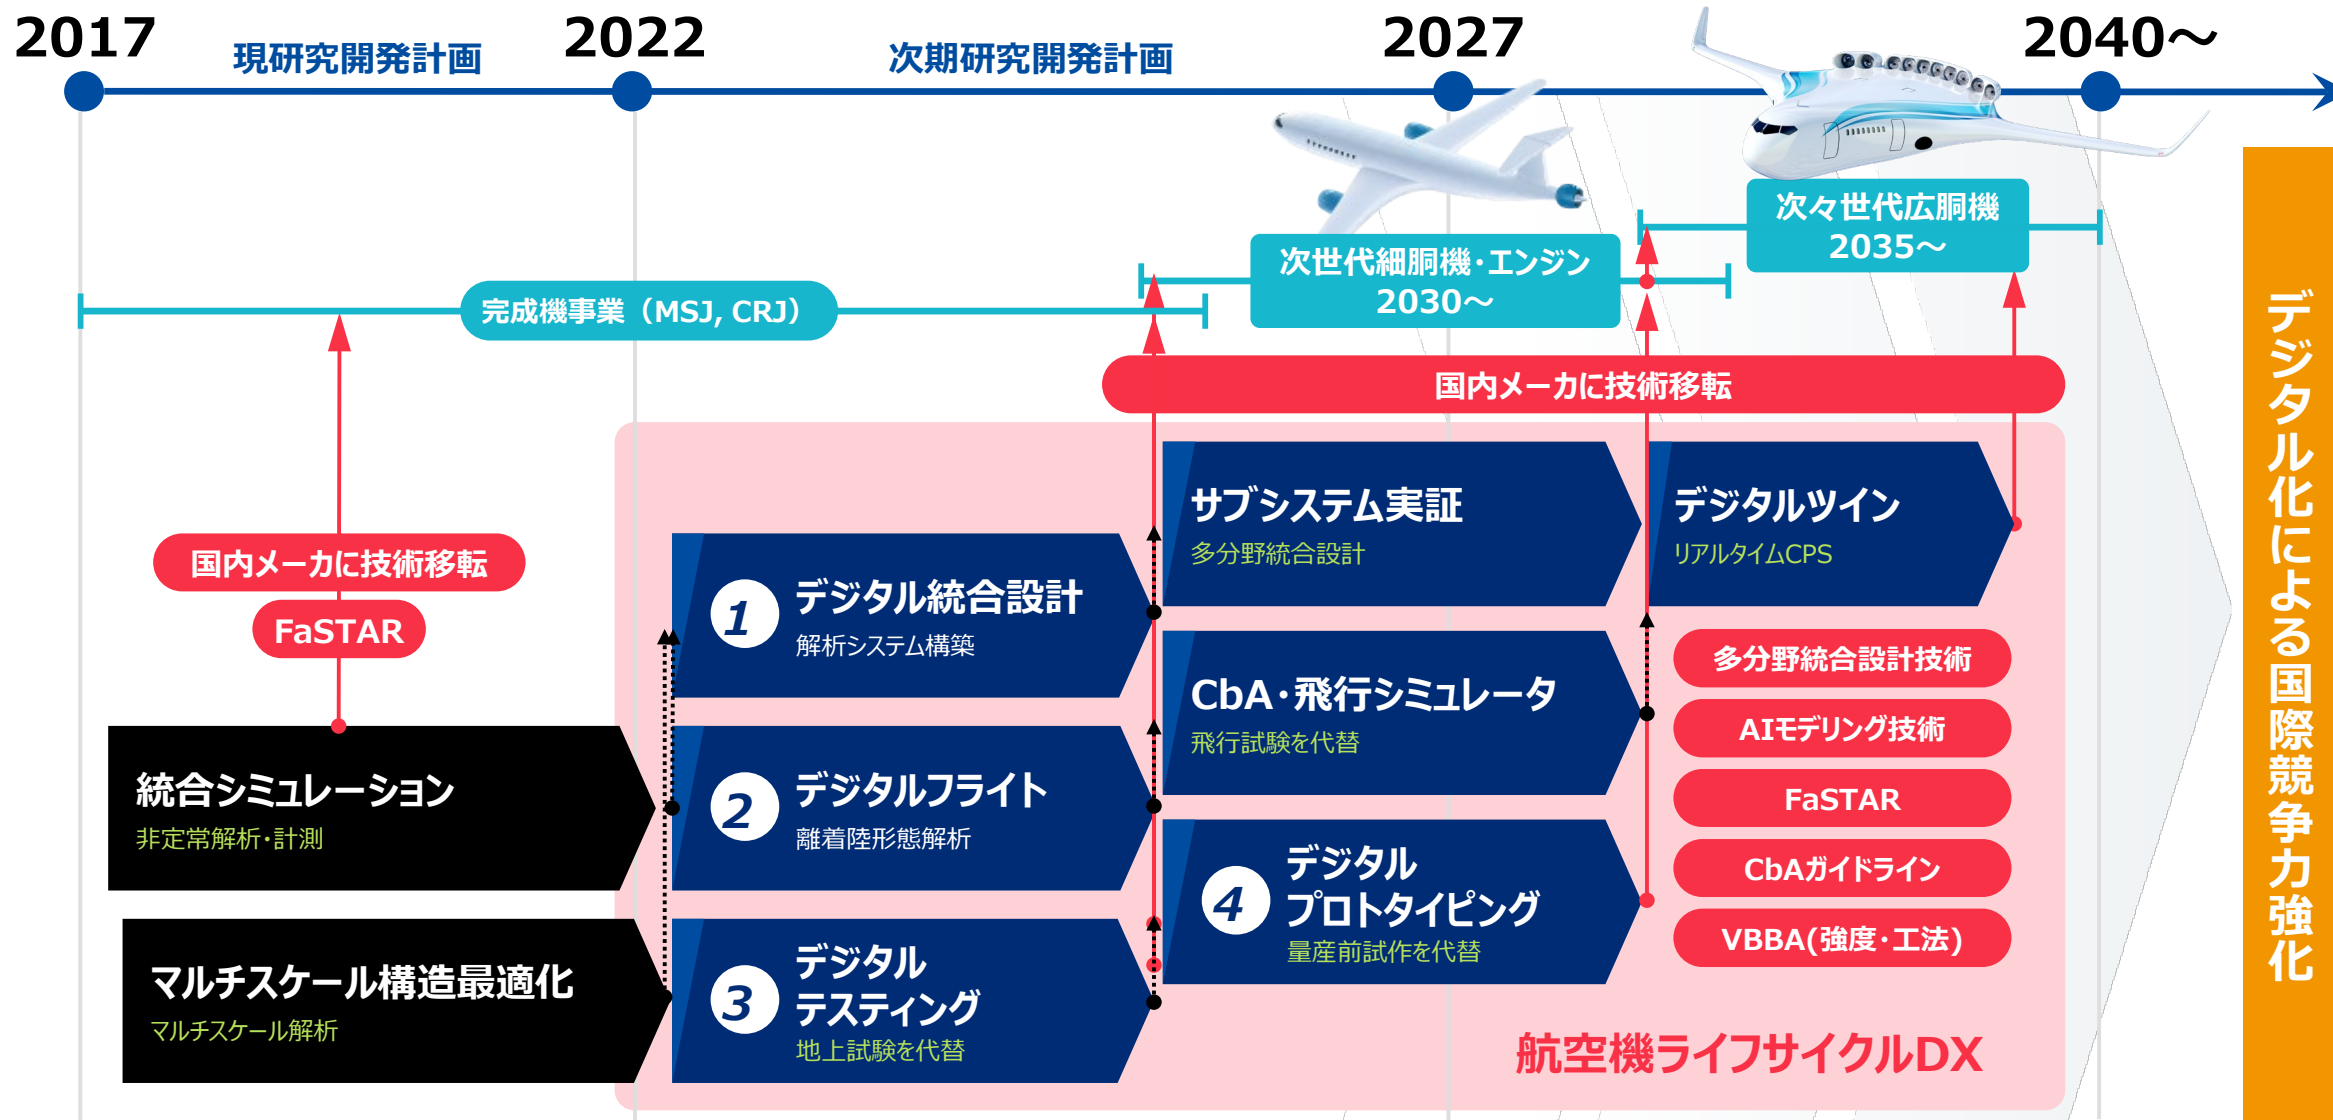 2017
現研究開発計画
2022
次期研究開発計画
2027
2040～
次々世代広胴機
2035～
次世代細胴機・エンジン
2030～
完成機事業（MSJ, CRJ）
国内メーカに技術移転
国内メーカに技術移転
FaSTAR
統合シミュレーション
非定常解析・計測
マルチスケール構造最適化
マルチスケール解析
1
デジタル統合設計
解析システム構築
2
デジタルフライト
離着陸形態解析
3
デジタル
テスティング
地上試験を代替
サブシステム実証
多分野統合設計
CbA・飛行シミュレータ
飛行試験を代替
4
デジタル
プロトタイピング
量産前試作を代替
デジタルツイン
リアルタイムCPS
多分野統合設計技術
AIモデリング技術
FaSTAR
CbAガイドライン
VBBA(強度・工法)
航空機ライフサイクルDX
デジタル化による国際競争力強化